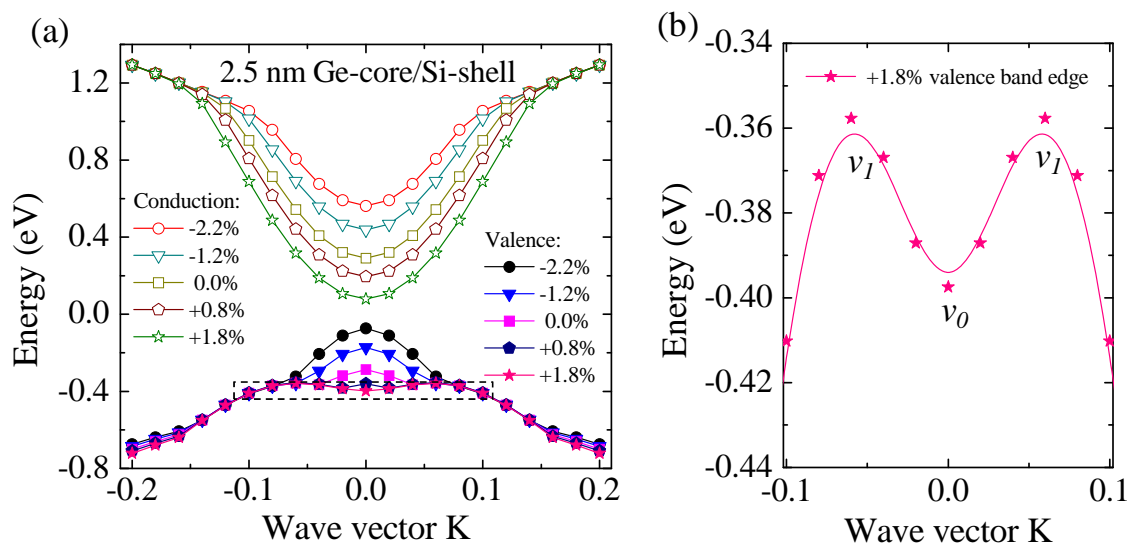 (a)
2.5 nm Ge-core/Si-shell
Energy (eV)
1.2
0.8
0.4
0.0
-0.4
-0.8
Conduction:
-2.2%
-1.2%
0.0%
+0.8%
+1.8%
Valence:
-2.2%
-1.2%
0.0%
+0.8%
+1.8%
-0.2
-0.1
0.0
0.1
0.2
Wave vector K
(b)
+1.8% valence band edge
Energy (eV)
-0.34
-0.36
-0.38
-0.40
-0.42
-0.44
v1
v1
v0
-0.1
0.0
0.1
Wave vector K